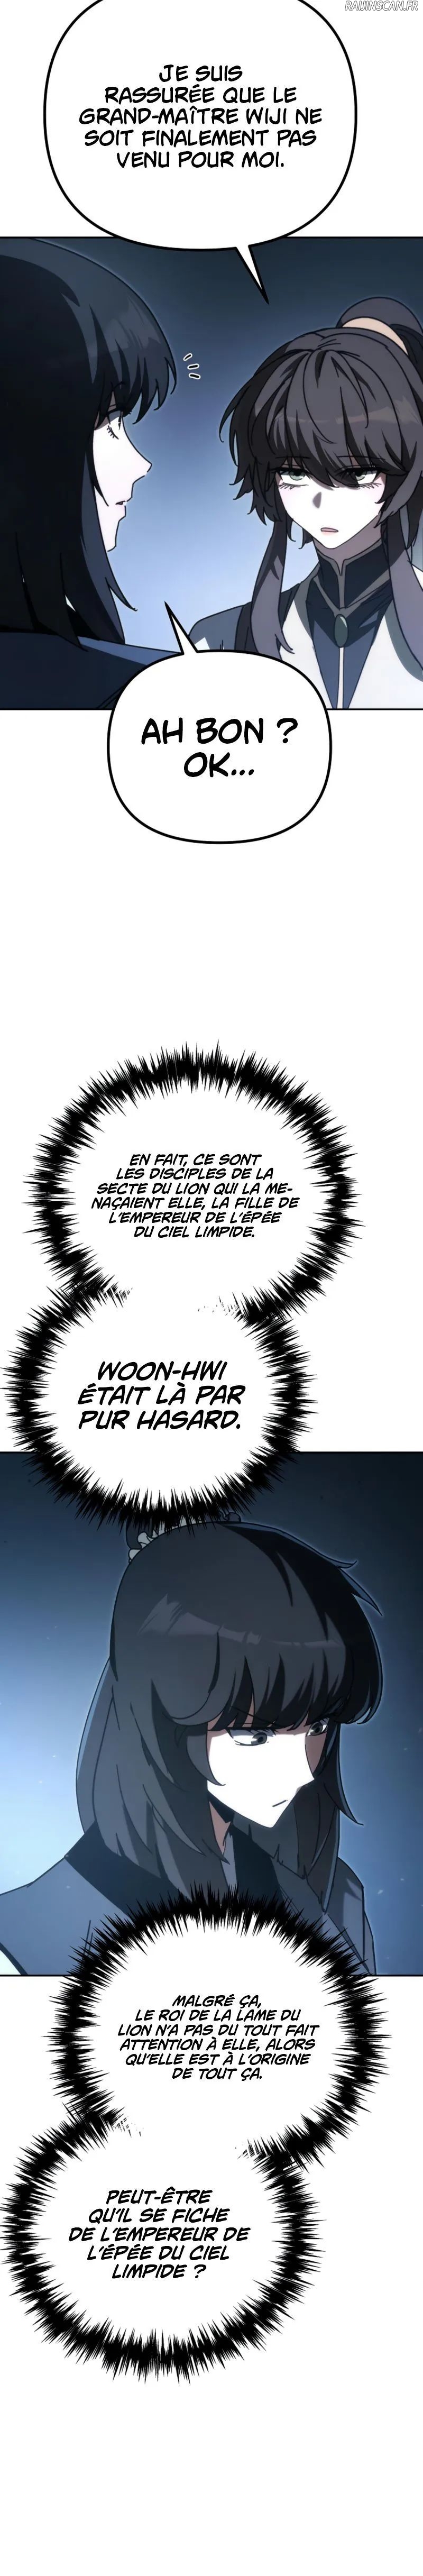 RAIJINSCAN.FR
JE SUIS
RASSURÉE QUE LE
GRAND-MAÎTRE WIJI NE
SOIT FINALEMENT PAS
VENU POUR MOI.
AH BON ?
OK...
EN FAIT, CE SONT
LES DISCIPLES DE LA
SECTE DU LION QUI LA ME-
NAÇAIENT ELLE, LA FILLE DE
L'EMPEREUR DE L'ÉPÉE
DU CIEL LIMPIDE.
WOON-HWI
ÉTAIT LÀ PAR
PUR HASARD.
MALGRÉ ÇA,
LE ROI DE LA LAME DU
LION N'A PAS DU TOUT FAIT
ATTENTION À ELLE, ALORS
QU'ELLE EST À L'ORIGINE
DE TOUT ÇA.
PEUT-ÊTRE
QU'IL SE FICHE
DE L'EMPEREUR DE
L'ÉPÉE DU CIEL
LIMPIDE ?